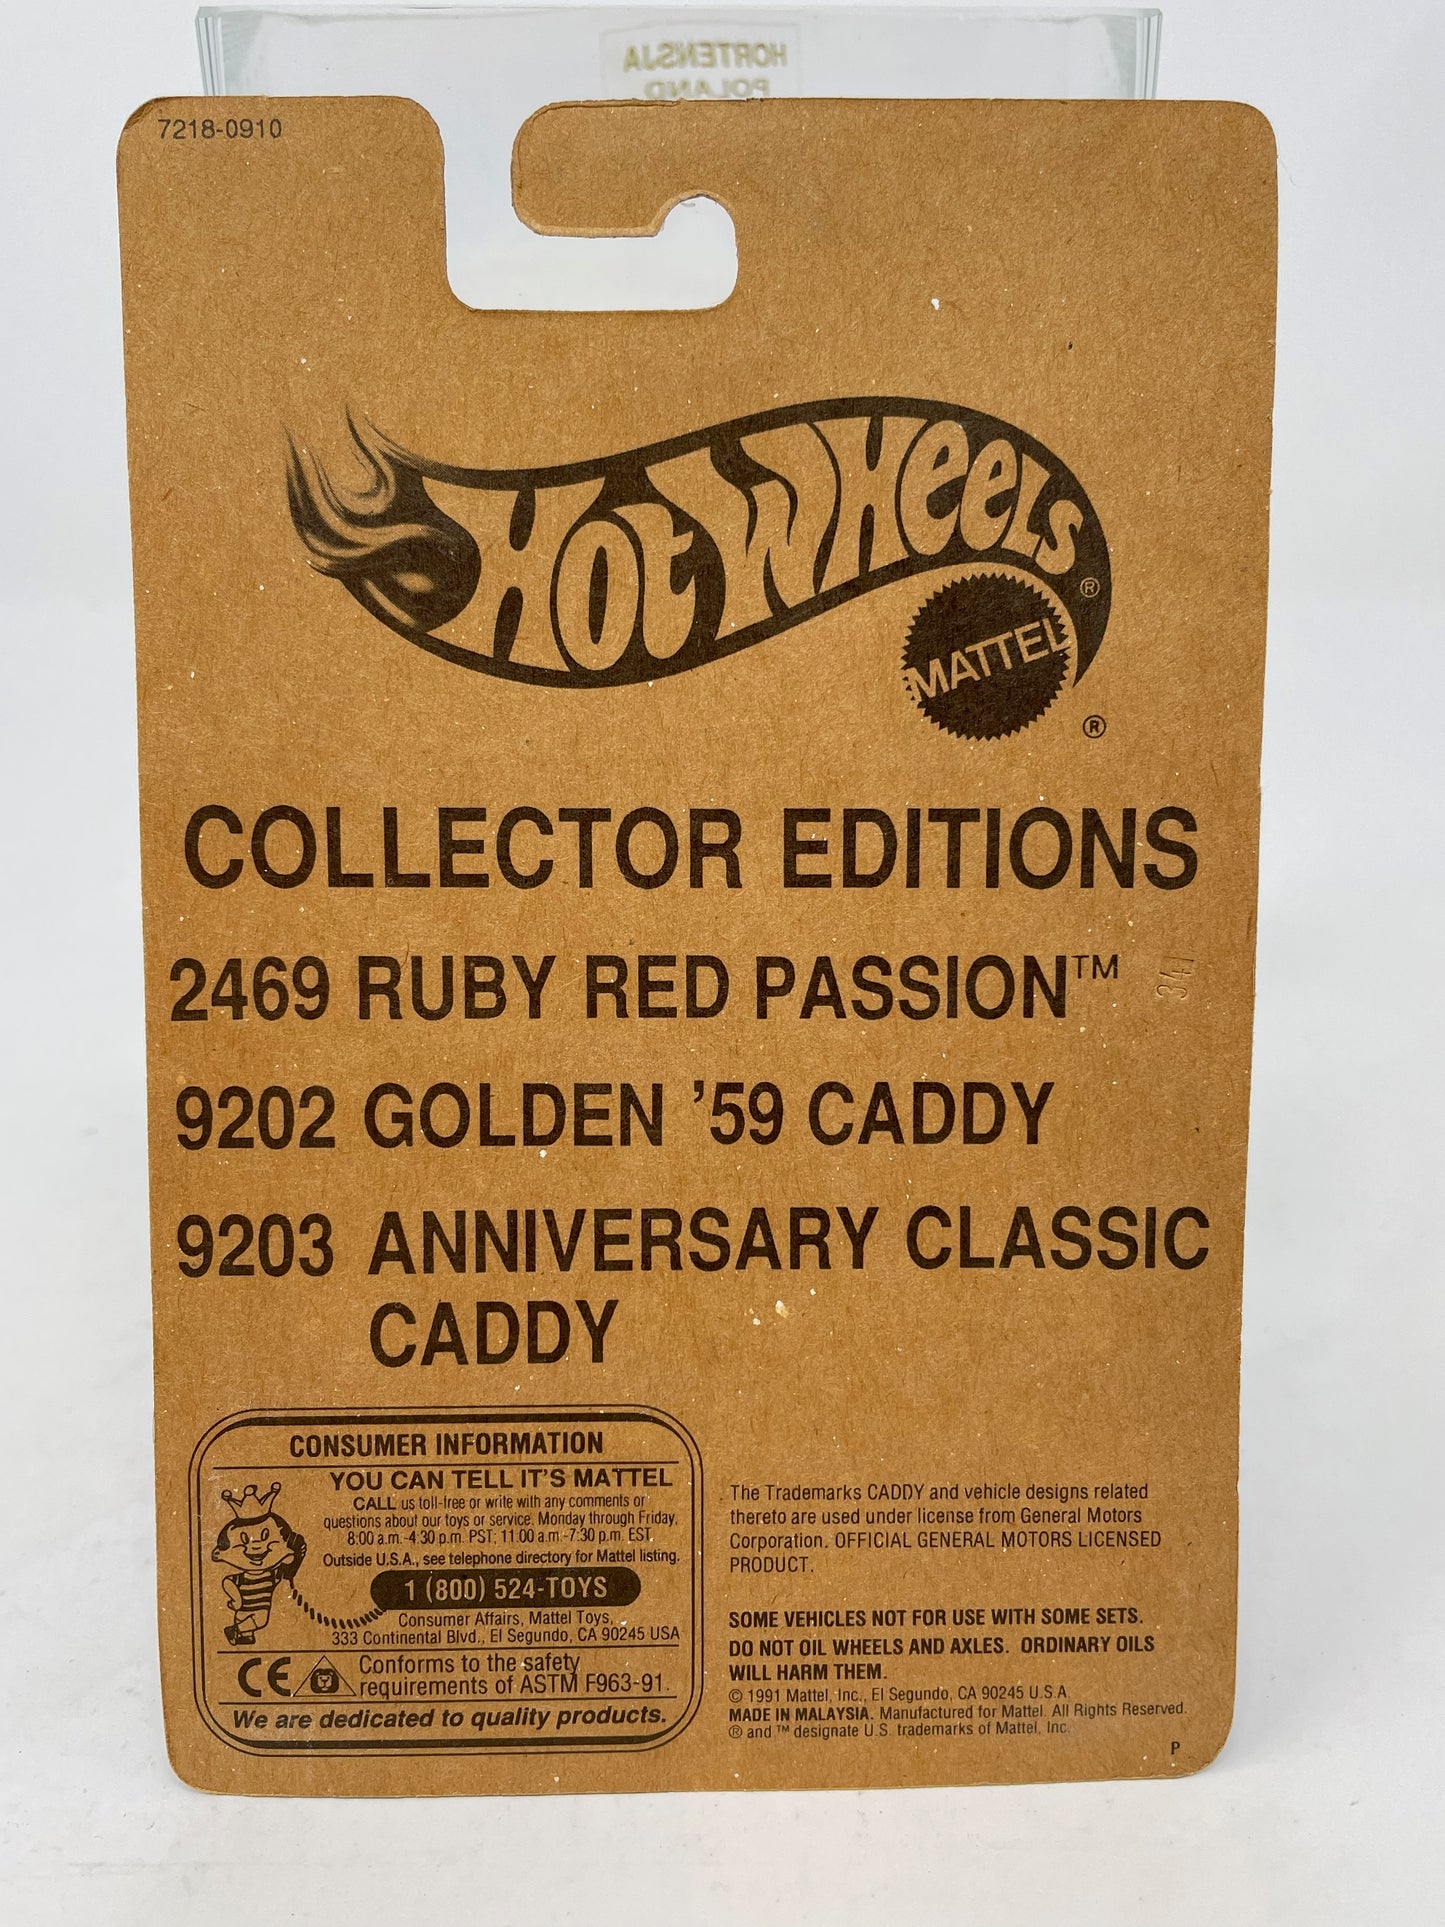 HORTENSJA
POLAND
7218-0910
HOT WHEELS ®
MATTEL
®
COLLECTOR EDITIONS
2469 RUBY RED PASSION™
9202 GOLDEN ’59 CADDY
9203 ANNIVERSARY CLASSIC
CADDY
CONSUMER INFORMATION
YOU CAN TELL IT’S MATTEL
CALL us toll-free or write with any comments or
questions about our toys or service, Monday through Friday,
8:00 a.m.-4:30 p.m. PST; 11:00 a.m.-7:30 p.m. EST.
Outside U.S.A., see telephone directory for Mattel listing.
1 (800) 524-TOYS
Consumer Affairs, Mattel Toys,
333 Continental Blvd., El Segundo, CA 90245 USA
CE Conforms to the safety
requirements of ASTM F963-91.
We are dedicated to quality products.
The Trademarks CADDY and vehicle designs related
thereto are used under license from General Motors
Corporation. OFFICIAL GENERAL MOTORS LICENSED
PRODUCT.
SOME VEHICLES NOT FOR USE WITH SOME SETS.
DO NOT OIL WHEELS AND AXLES. ORDINARY OILS
WILL HARM THEM.
© 1991 Mattel, Inc., El Segundo, CA 90245 U.S.A.
MADE IN MALAYSIA. Manufactured for Mattel. All Rights Reserved.
® and ™ designate U.S. trademarks of Mattel, Inc.
P